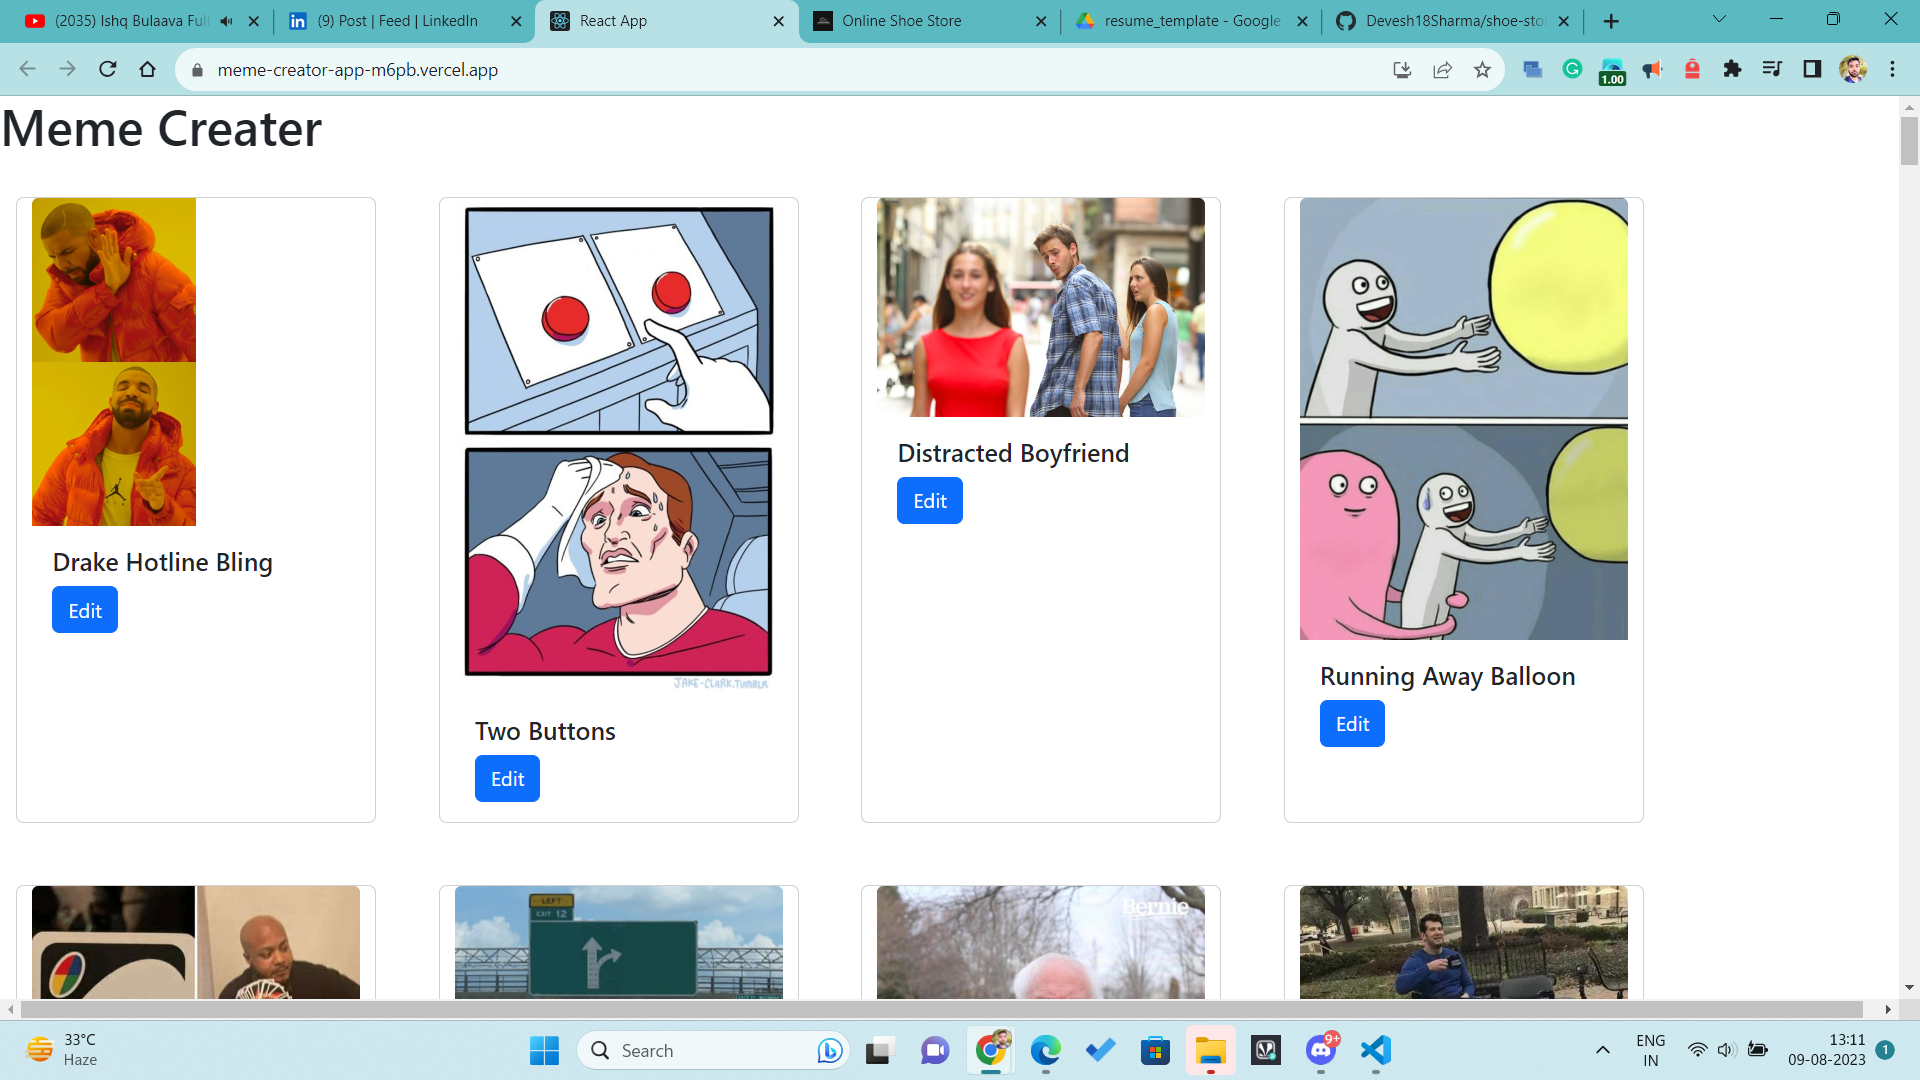 (2035) Ishq Bulaava Full
(9) Post | Feed | LinkedIn
React App
Online Shoe Store
resume_template - Google
Devesh18Sharma/shoe-sto
meme-creator-app-m6pb.vercel.app
1.00
Meme Creater
JAKE-CLARK.TUMBLR
Drake Hotline Bling
Edit
Two Buttons
Edit
Distracted Boyfriend
Edit
Running Away Balloon
Edit
LEFT
EXIT 12
Bernie
33°C
Haze
Search
9+
ENG
IN
13:11
09-08-2023
1